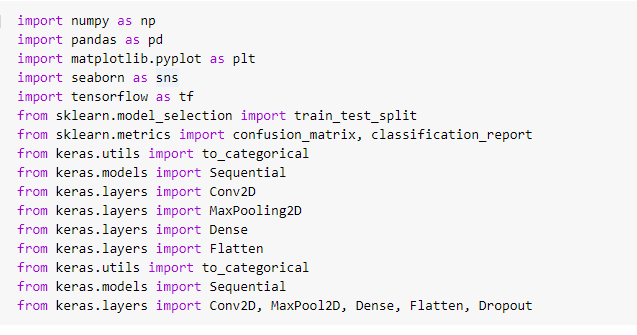 import numpy as np
import pandas as pd
import matplotlib.pyplot as plt
import seaborn as sns
import tensorflow as tf
from sklearn.model_selection import train_test_split
from sklearn.metrics import confusion_matrix, classification_report
from keras.utils import to_categorical
from keras.models import Sequential
from keras.layers import Conv2D
from keras.layers import MaxPooling2D
from keras.layers import Dense
from keras.layers import Flatten
from keras.utils import to_categorical
from keras.models import Sequential
from keras.layers import Conv2D, MaxPool2D, Dense, Flatten, Dropout